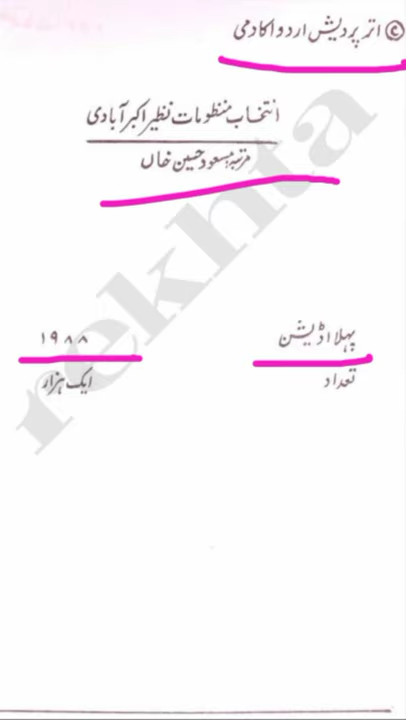 © اتر پردیش اردو اکادمی
انتخاب منظومات نظیر اکبر آبادی
مرتبہ: مسعود حسین خاں
پہلا اڈیشن ۱۹۸۸
تعداد ایک ہزار
rekhta